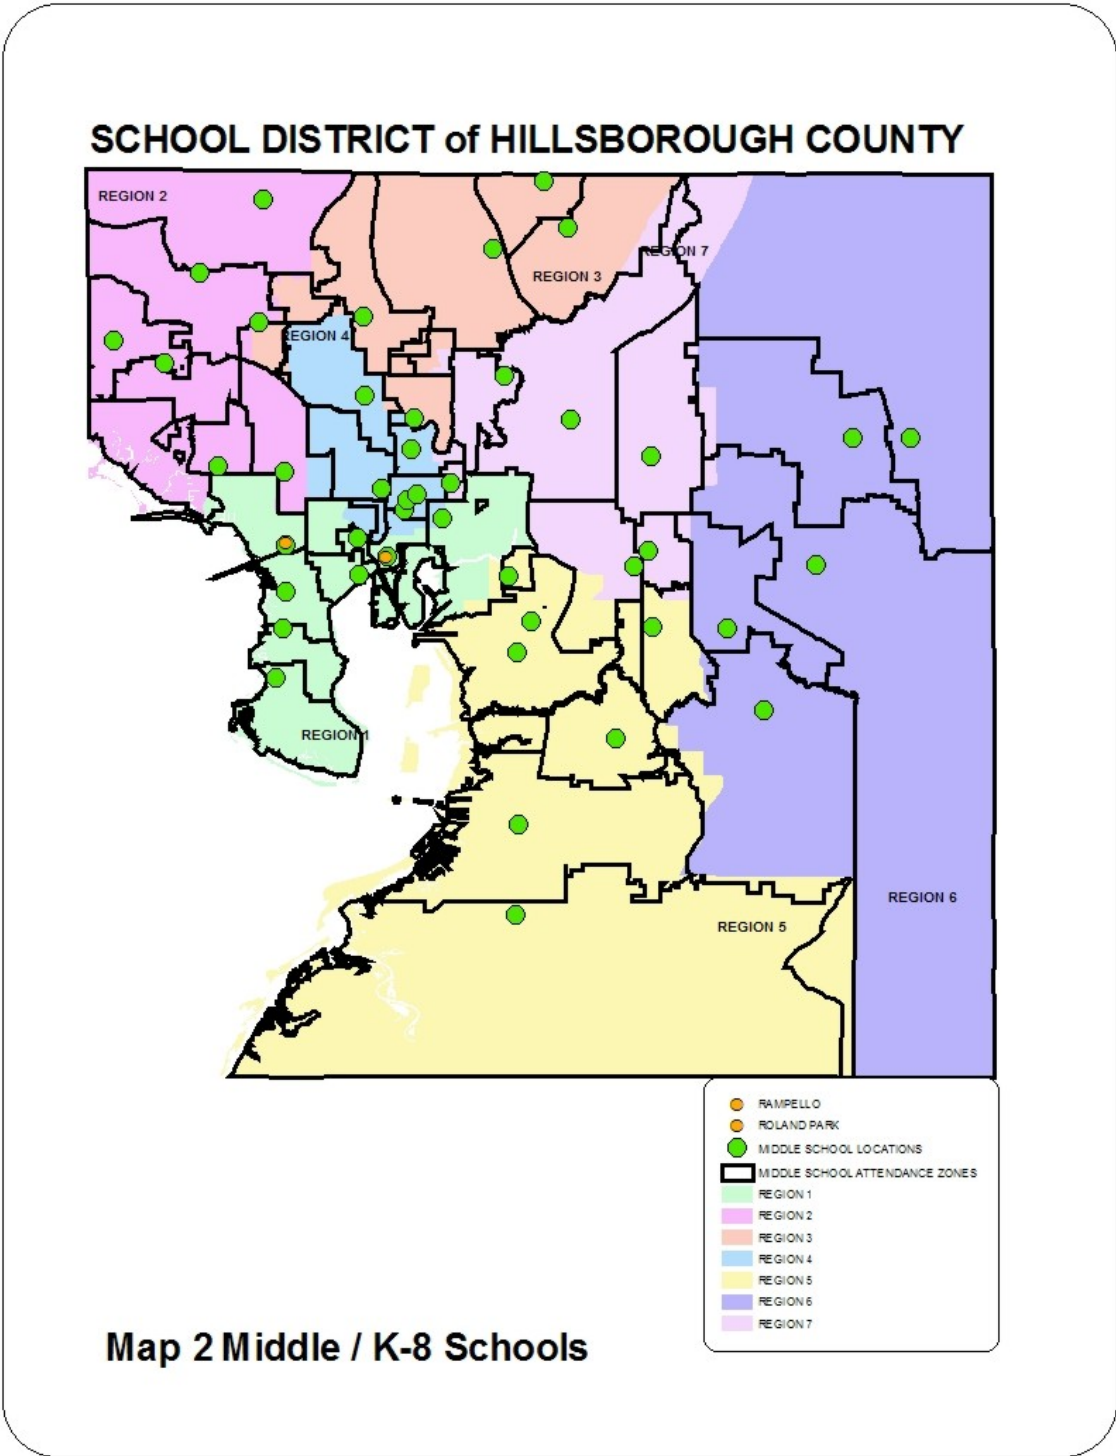 SCHOOL DISTRICT of HILLSBOROUGH COUNTY
REGION 2
REGION 7
REGION 3
REGION 4
REGION 1
REGION 6
REGION 5
RAMPELLO
ROLAND PARK
MIDDLE SCHOOL LOCATIONS
MIDDLE SCHOOL ATTENDANCE ZONES
REGION 1
REGION 2
REGION 3
REGION 4
REGION 5
REGION 6
REGION 7
Map 2 Middle / K-8 Schools